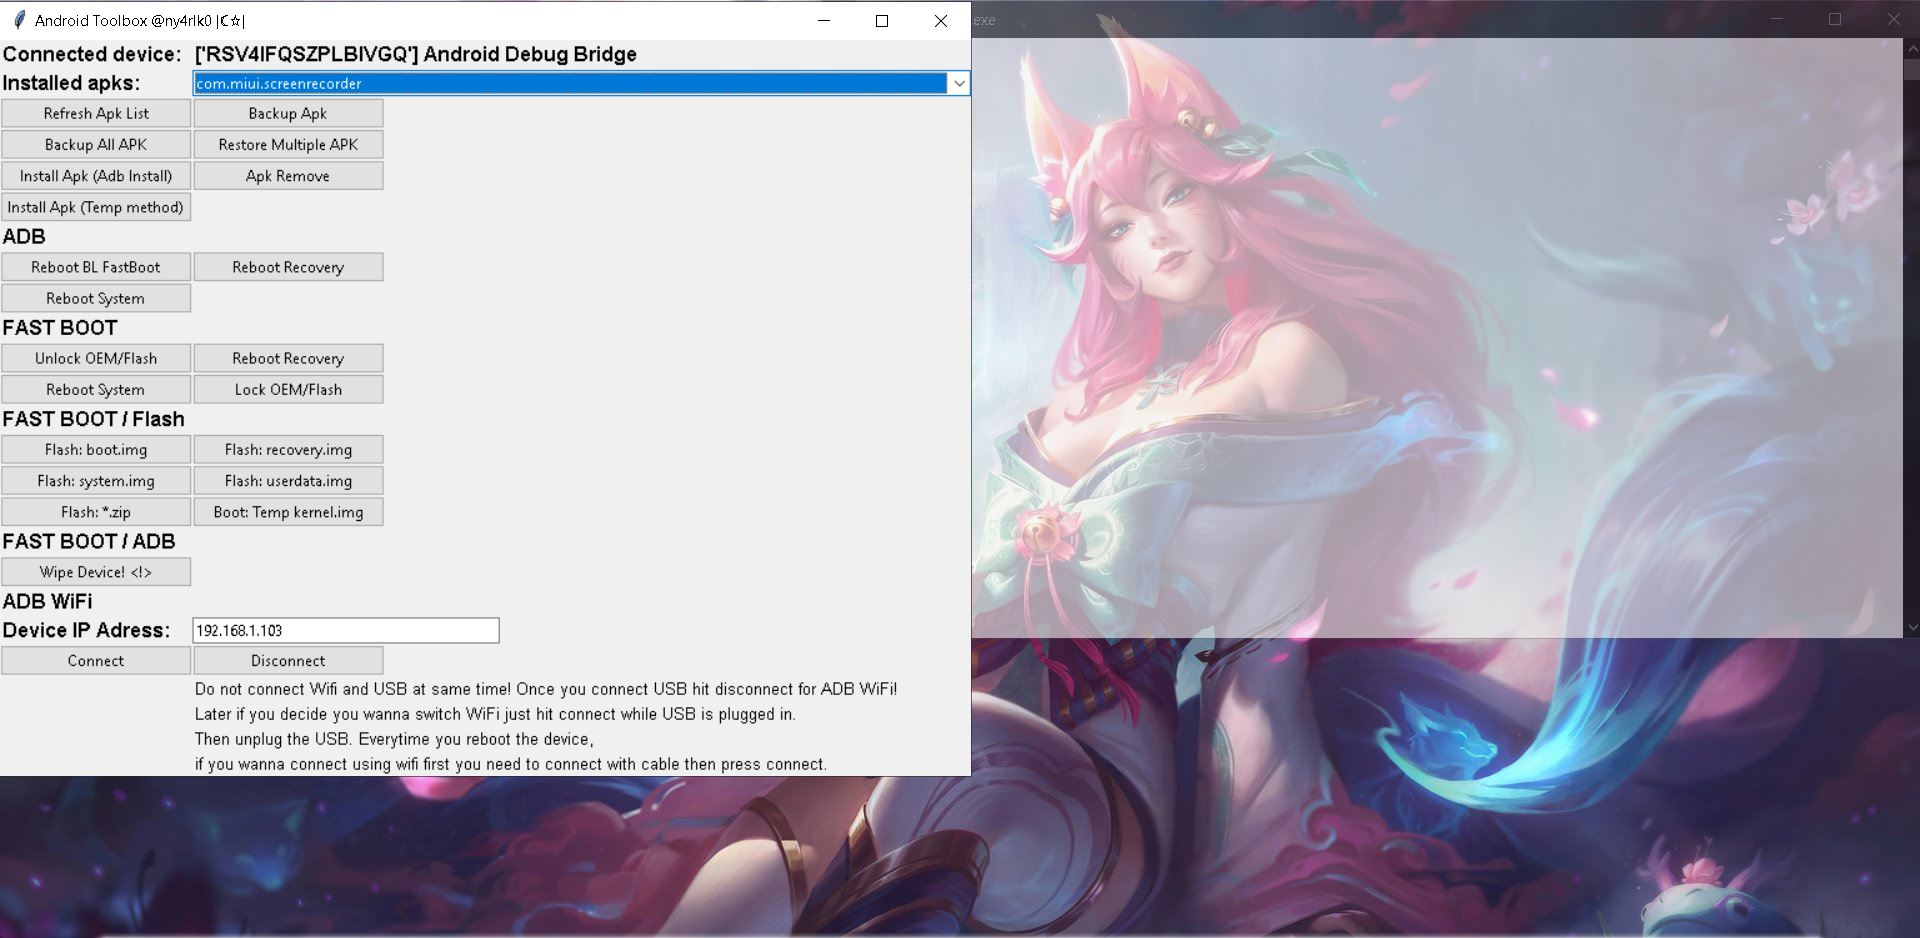 Android Toolbox @ny4rlk0 |☾☆|
exe
Connected device: ['RSV4IFQSZPLBIVGQ'] Android Debug Bridge
Installed apks: com.miui.screenrecorder
Refresh Apk List Backup Apk
Backup All APK Restore Multiple APK
Install Apk (Adb Install) Apk Remove
Install Apk (Temp method)
ADB
Reboot BL FastBoot Reboot Recovery
Reboot System
FAST BOOT
Unlock OEM/Flash Reboot Recovery
Reboot System Lock OEM/Flash
FAST BOOT / Flash
Flash: boot.img Flash: recovery.img
Flash: system.img Flash: userdata.img
Flash: *.zip Boot: Temp kernel.img
FAST BOOT / ADB
Wipe Device! <!>
ADB WiFi
Device IP Adress: 192.168.1.103
Connect Disconnect
Do not connect Wifi and USB at same time! Once you connect USB hit disconnect for ADB WiFi!
Later if you decide you wanna switch WiFi just hit connect while USB is plugged in.
Then unplug the USB. Everytime you reboot the device,
if you wanna connect using wifi first you need to connect with cable then press connect.